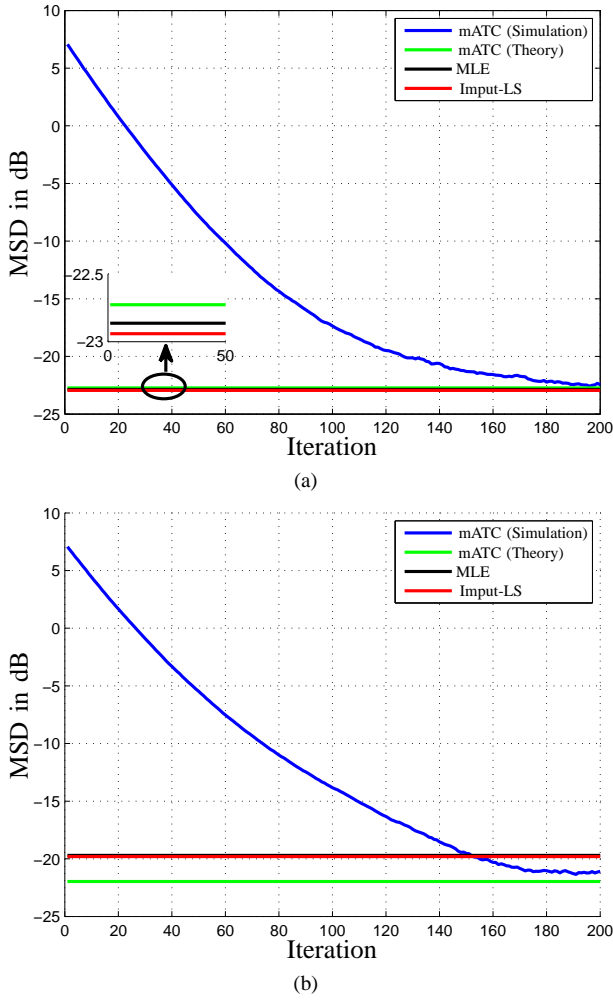 10
5
0
−5
−10
−15
−20
−25
MSD in dB
mATC (Simulation)
mATC (Theory)
MLE
Imput-LS
−22.5
−23
0
50
0 20 40 60 80 100 120 140 160 180 200
Iteration
(a)
10
5
0
−5
−10
−15
−20
−25
MSD in dB
mATC (Simulation)
mATC (Theory)
MLE
Imput-LS
0 20 40 60 80 100 120 140 160 180 200
Iteration
(b)